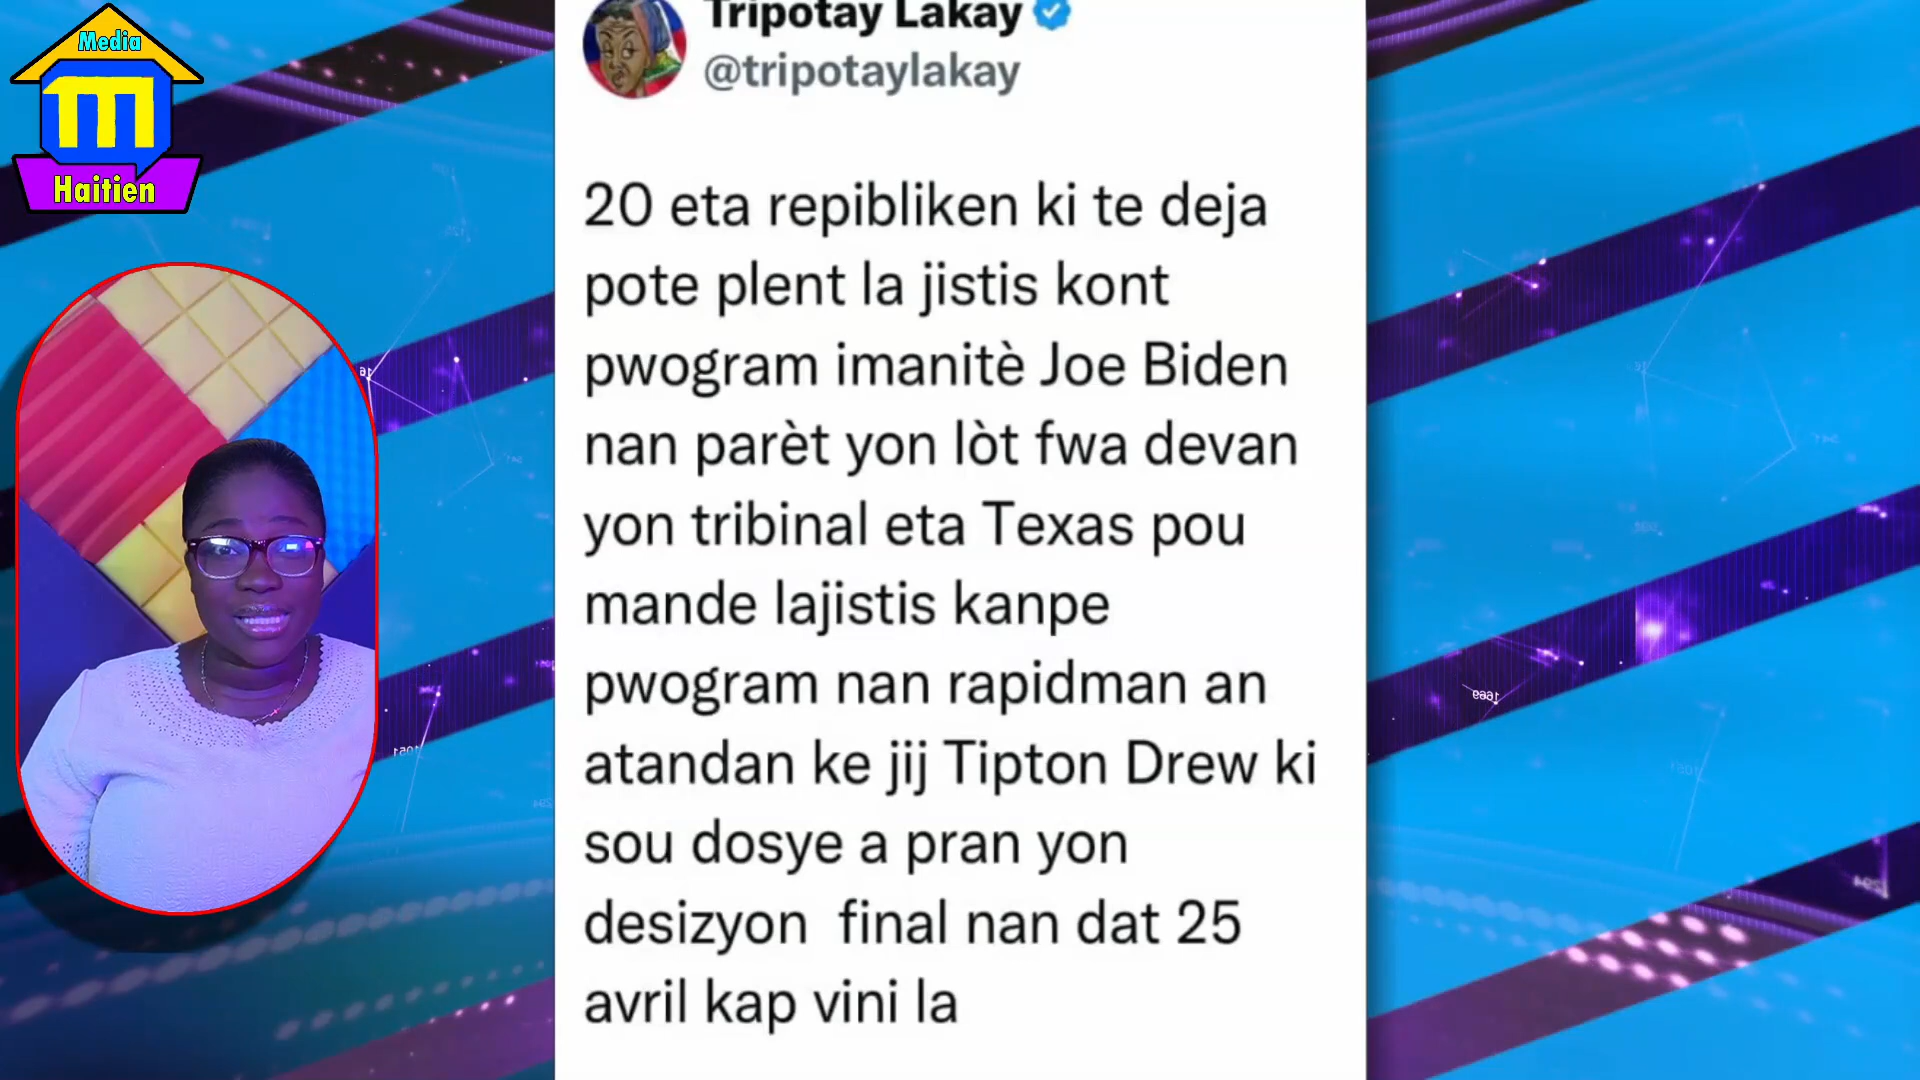 Media
Haitien
Tripotay Lakay
@tripotaylakay
20 eta repibliken ki te deja
pote plent la jistis kont
pwogram imanitè Joe Biden
nan parèt yon lòt fwa devan
yon tribinal eta Texas pou
mande lajistis kanpe
pwogram nan rapidman an
atandan ke jij Tipton Drew ki
sou dosye a pran yon
desizyon final nan dat 25
avril kap vini la